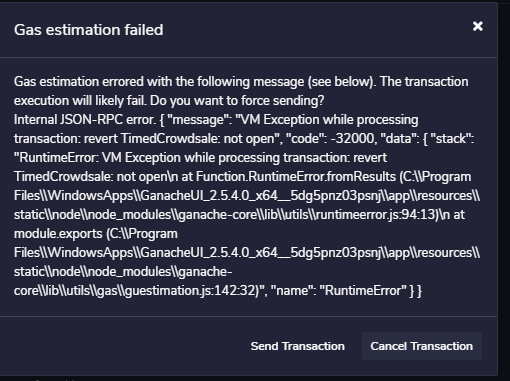 Gas estimation failed
Gas estimation errored with the following message (see below). The transaction
execution will likely fail. Do you want to force sending?
Internal JSON-RPC error. { "message": "VM Exception while processing
transaction: revert TimedCrowdsale: not open", "code": -32000, "data": { "stack":
"RuntimeError: VM Exception while processing transaction: revert
TimedCrowdsale: not open\n at Function.RuntimeError.fromResults (C:\\Program
Files\\WindowsApps\\GanacheUI_2.5.4.0_x64__5dg5pnz03psnj\\app\\resources\\
static\\node\\node_modules\\ganache-core\\lib\\utils\\runtimeerror.js:94:13)\n at
module.exports (C:\\Program
Files\\WindowsApps\\GanacheUI_2.5.4.0_x64__5dg5pnz03psnj\\app\\resources\\
static\\node\\node_modules\\ganache-
core\\lib\\utils\\gas\\guestimation.js:142:32)", "name": "RuntimeError" } }
Send Transaction Cancel Transaction